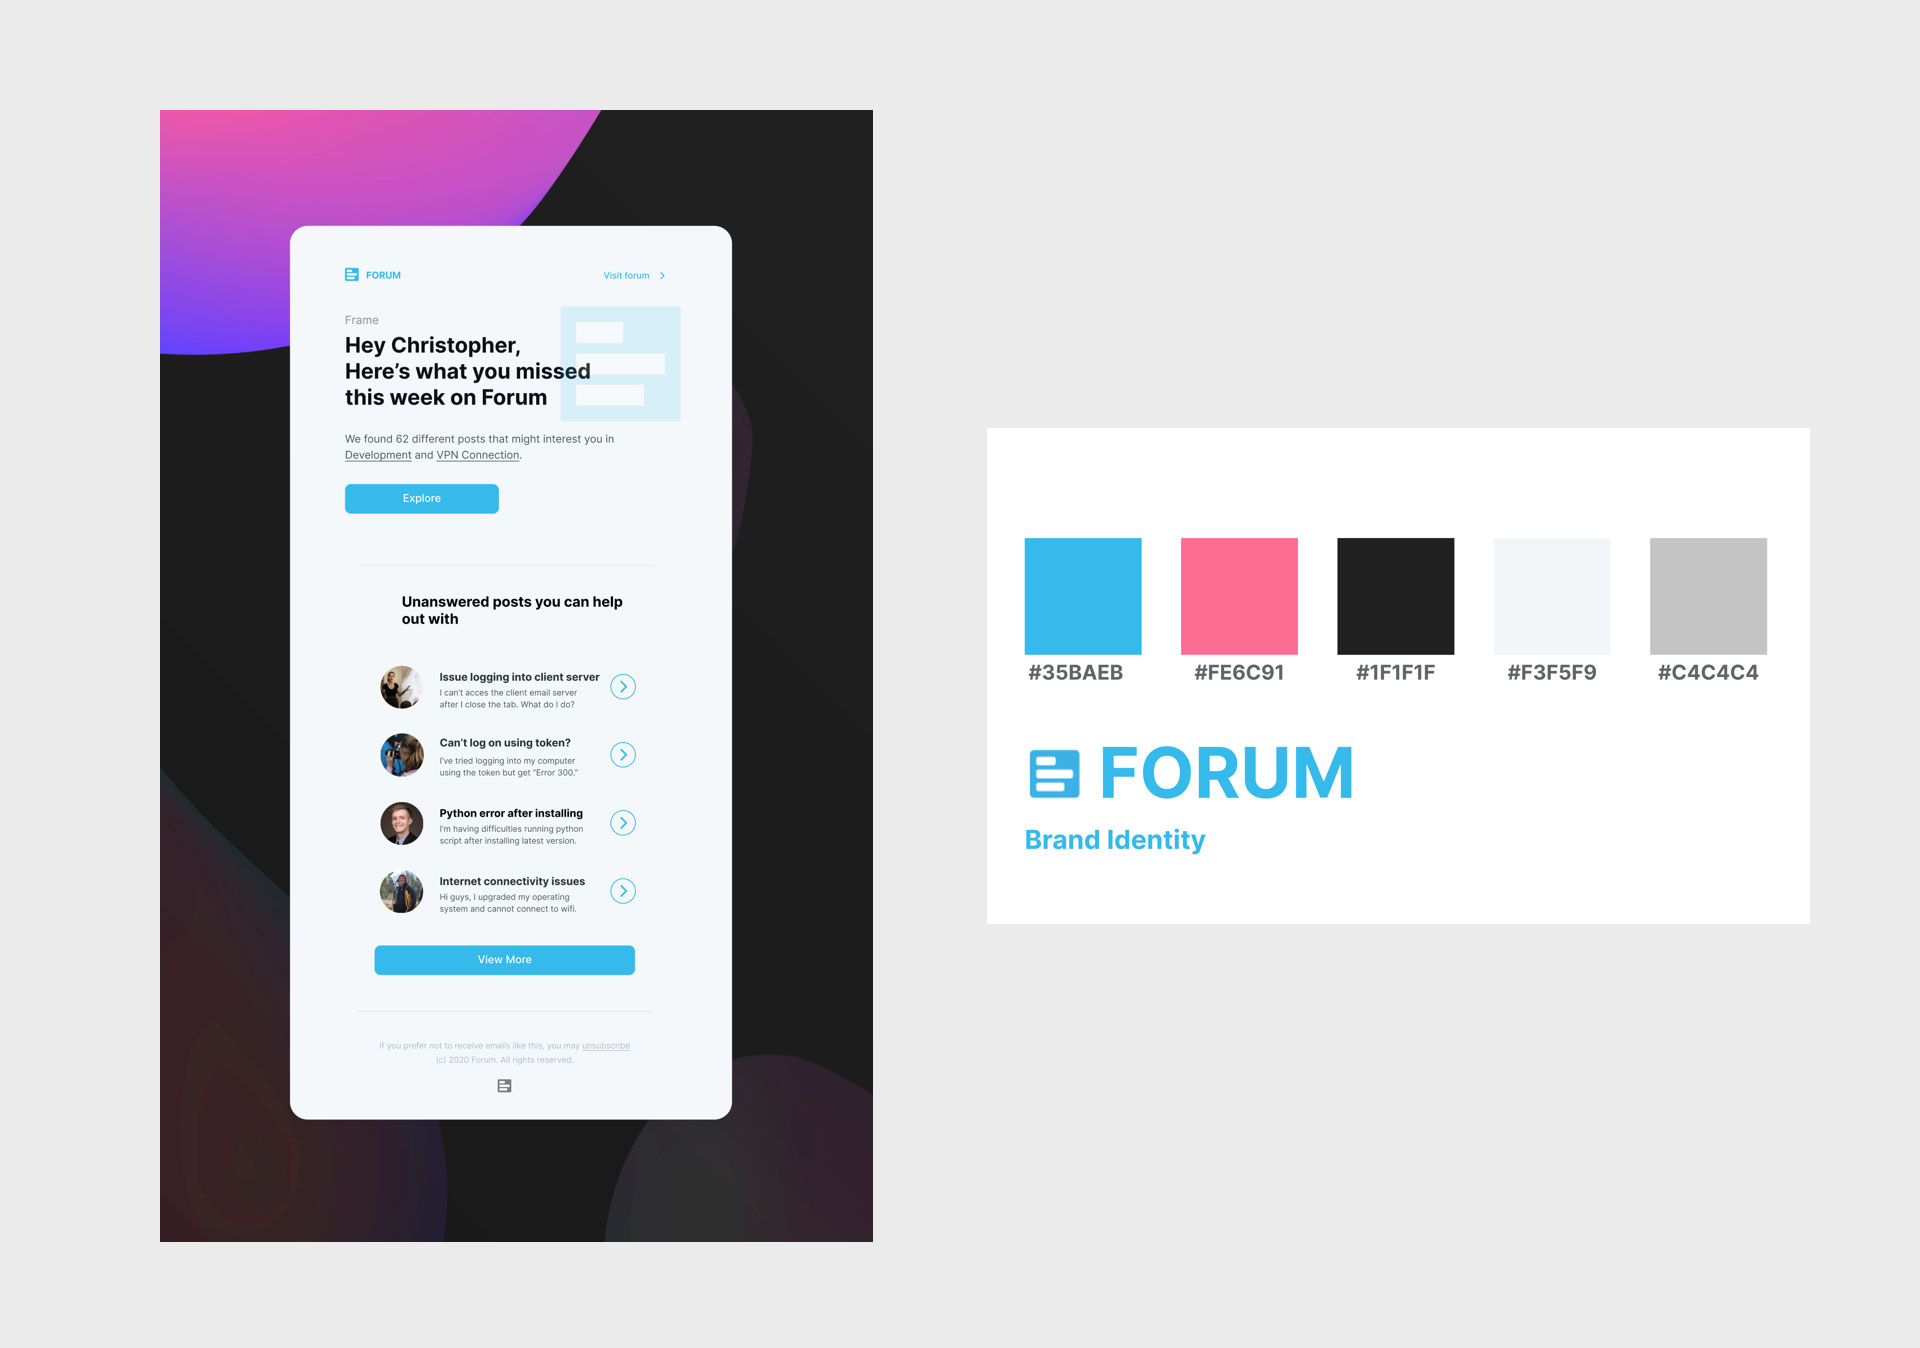 FORUM
Visit forum
Frame
Hey Christopher,
Here's what you missed
this week on Forum
We found 62 different posts that might interest you in
Development and VPN Connection.
Explore
Unanswered posts you can help
out with
Issue logging into client server
I can't acces the client email server
after I close the tab. What do I do?
Can't log on using token?
I've tried logging into my computer
using the token but get "Error 300."
Python error after installing
I'm having difficulties running python
script after installing latest version.
Internet connectivity issues
Hi guys, I upgraded my operating
system and cannot connect to wifi.
View More
If you prefer not to receive emails like this, you may unsubscribe
(c) 2020 Forum. All rights reserved.
#35BAEB
#FE6C91
#1F1F1F
#F3F5F9
#C4C4C4
FORUM
Brand Identity